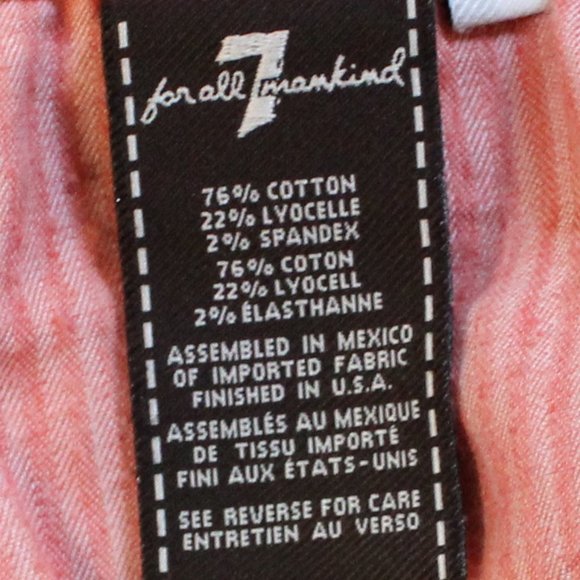 for all 7 mankind
76% COTTON
22% LYOCELLE
2% SPANDEX
76% COTON
22% LYOCELL
2% ÉLASTHANNE
ASSEMBLED IN MEXICO
OF IMPORTED FABRIC
FINISHED IN U.S.A.
ASSEMBLÉS AU MEXIQUE
DE TISSU IMPORTÉ
FINI AUX ÉTATS-UNIS
SEE REVERSE FOR CARE
ENTRETIEN AU VERSO